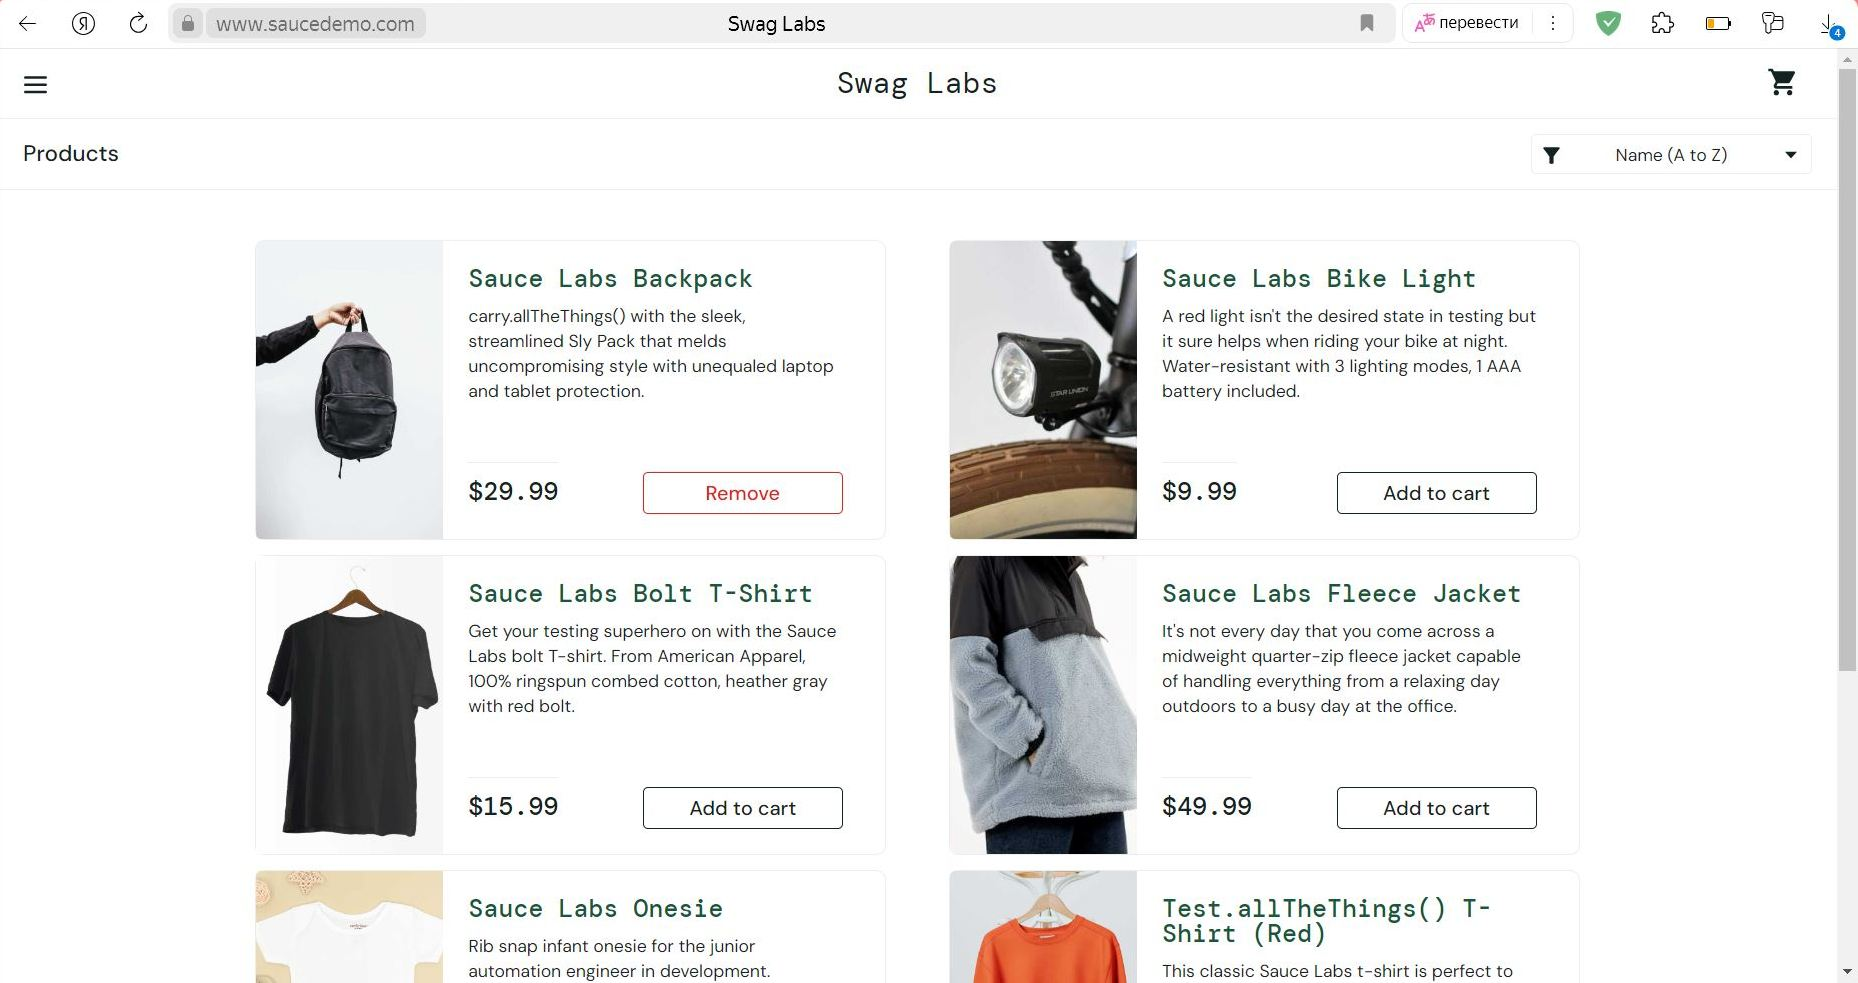 www.saucedemo.com
Swag Labs
перевести
4
Swag Labs
Products
Name (A to Z)
Sauce Labs Backpack
carry.allTheThings() with the sleek,
streamlined Sly Pack that melds
uncompromising style with unequaled laptop
and tablet protection.
$29.99
Remove
STAR UNION
Sauce Labs Bike Light
A red light isn't the desired state in testing but
it sure helps when riding your bike at night.
Water-resistant with 3 lighting modes, 1 AAA
battery included.
$9.99
Add to cart
Sauce Labs Bolt T-Shirt
Get your testing superhero on with the Sauce
Labs bolt T-shirt. From American Apparel,
100% ringspun combed cotton, heather gray
with red bolt.
$15.99
Add to cart
Sauce Labs Fleece Jacket
It's not every day that you come across a
midweight quarter-zip fleece jacket capable
of handling everything from a relaxing day
outdoors to a busy day at the office.
$49.99
Add to cart
Sauce Labs Onesie
Rib snap infant onesie for the junior
automation engineer in development.
Test.allTheThings() T-
Shirt (Red)
This classic Sauce Labs t-shirt is perfect to